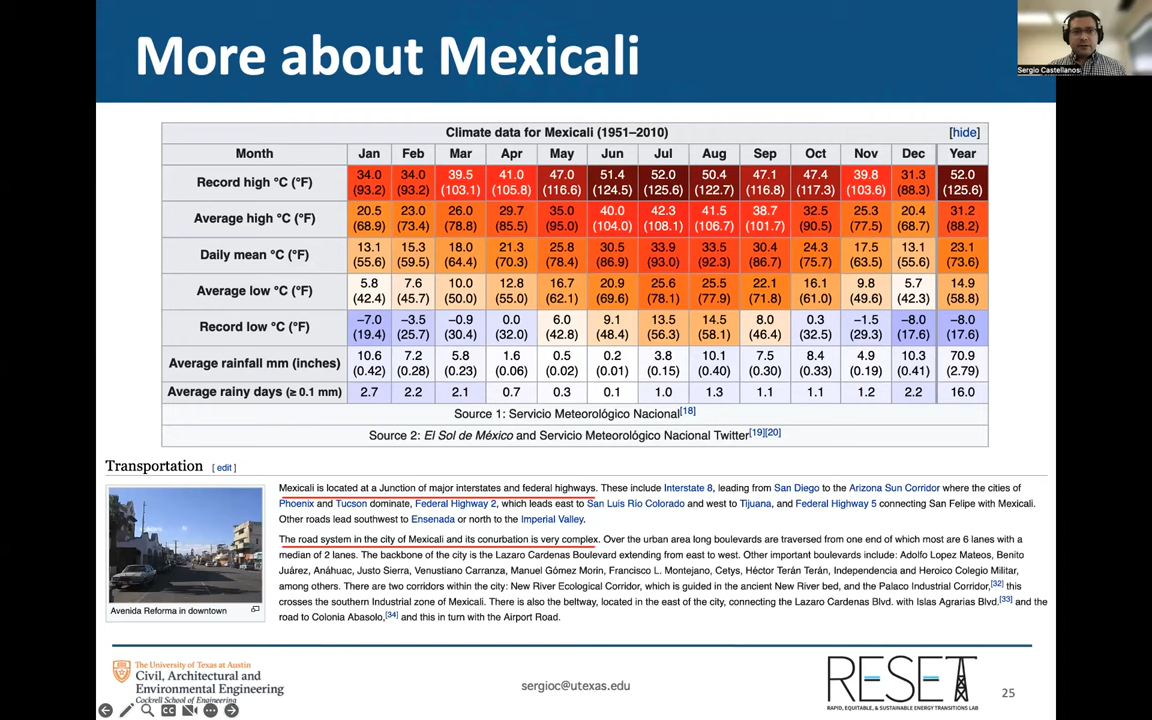 More about Mexicali
Sergio Castellanos
Climate data for Mexicali (1951–2010) [hide]
Month Jan Feb Mar Apr May Jun Jul Aug Sep Oct Nov Dec Year
Record high °C (°F) 34.0 (93.2) 34.0 (93.2) 39.5 (103.1) 41.0 (105.8) 47.0 (116.6) 51.4 (124.5) 52.0 (125.6) 50.4 (122.7) 47.1 (116.8) 47.4 (117.3) 39.8 (103.6) 31.3 (88.3) 52.0 (125.6)
Average high °C (°F) 20.5 (68.9) 23.0 (73.4) 26.0 (78.8) 29.7 (85.5) 35.0 (95.0) 40.0 (104.0) 42.3 (108.1) 41.5 (106.7) 38.7 (101.7) 32.5 (90.5) 25.3 (77.5) 20.4 (68.7) 31.2 (88.2)
Daily mean °C (°F) 13.1 (55.6) 15.3 (59.5) 18.0 (64.4) 21.3 (70.3) 25.8 (78.4) 30.5 (86.9) 33.9 (93.0) 33.5 (92.3) 30.4 (86.7) 24.3 (75.7) 17.5 (63.5) 13.1 (55.6) 23.1 (73.6)
Average low °C (°F) 5.8 (42.4) 7.6 (45.7) 10.0 (50.0) 12.8 (55.0) 16.7 (62.1) 20.9 (69.6) 25.6 (78.1) 25.5 (77.9) 22.1 (71.8) 16.1 (61.0) 9.8 (49.6) 5.7 (42.3) 14.9 (58.8)
Record low °C (°F) −7.0 (19.4) −3.5 (25.7) −0.9 (30.4) 0.0 (32.0) 6.0 (42.8) 9.1 (48.4) 13.5 (56.3) 14.5 (58.1) 8.0 (46.4) 0.3 (32.5) −1.5 (29.3) −8.0 (17.6) −8.0 (17.6)
Average rainfall mm (inches) 10.6 (0.42) 7.2 (0.28) 5.8 (0.23) 1.6 (0.06) 0.5 (0.02) 0.2 (0.01) 3.8 (0.15) 10.1 (0.40) 7.5 (0.30) 8.4 (0.33) 4.9 (0.19) 10.3 (0.41) 70.9 (2.79)
Average rainy days (≥ 0.1 mm) 2.7 2.2 2.1 0.7 0.3 0.1 1.0 1.3 1.1 1.1 1.2 2.2 16.0
Source 1: Servicio Meteorológico Nacional[18]
Source 2: El Sol de México and Servicio Meteorológico Nacional Twitter[19][20]
Transportation [ edit ]
Mexicali is located at a Junction of major interstates and federal highways. These include Interstate 8, leading from San Diego to the Arizona Sun Corridor where the cities of
Phoenix and Tucson dominate, Federal Highway 2, which leads east to San Luis Río Colorado and west to Tijuana, and Federal Highway 5 connecting San Felipe with Mexicali.
Other roads lead southwest to Ensenada or north to the Imperial Valley.
The road system in the city of Mexicali and its conurbation is very complex. Over the urban area long boulevards are traversed from one end of which most are 6 lanes with a
median of 2 lanes. The backbone of the city is the Lazaro Cardenas Boulevard extending from east to west. Other important boulevards include: Adolfo Lopez Mateos, Benito
Juárez, Anáhuac, Justo Sierra, Venustiano Carranza, Manuel Gómez Morin, Francisco L. Montejano, Cetys, Héctor Terán Terán, Independencia and Heroico Colegio Militar,
among others. There are two corridors within the city: New River Ecological Corridor, which is guided in the ancient New River bed, and the Palaco Industrial Corridor,[32] this
crosses the southern Industrial zone of Mexicali. There is also the beltway, located in the east of the city, connecting the Lazaro Cardenas Blvd. with Islas Agrarias Blvd.[33] and the
road to Colonia Abasolo,[34] and this in turn with the Airport Road.
Avenida Reforma in downtown
The University of Texas at Austin
Civil, Architectural and
Environmental Engineering
Cockrell School of Engineering
sergioc@utexas.edu
RESET
RAPID, EQUITABLE, & SUSTAINABLE ENERGY TRANSITIONS LAB
25